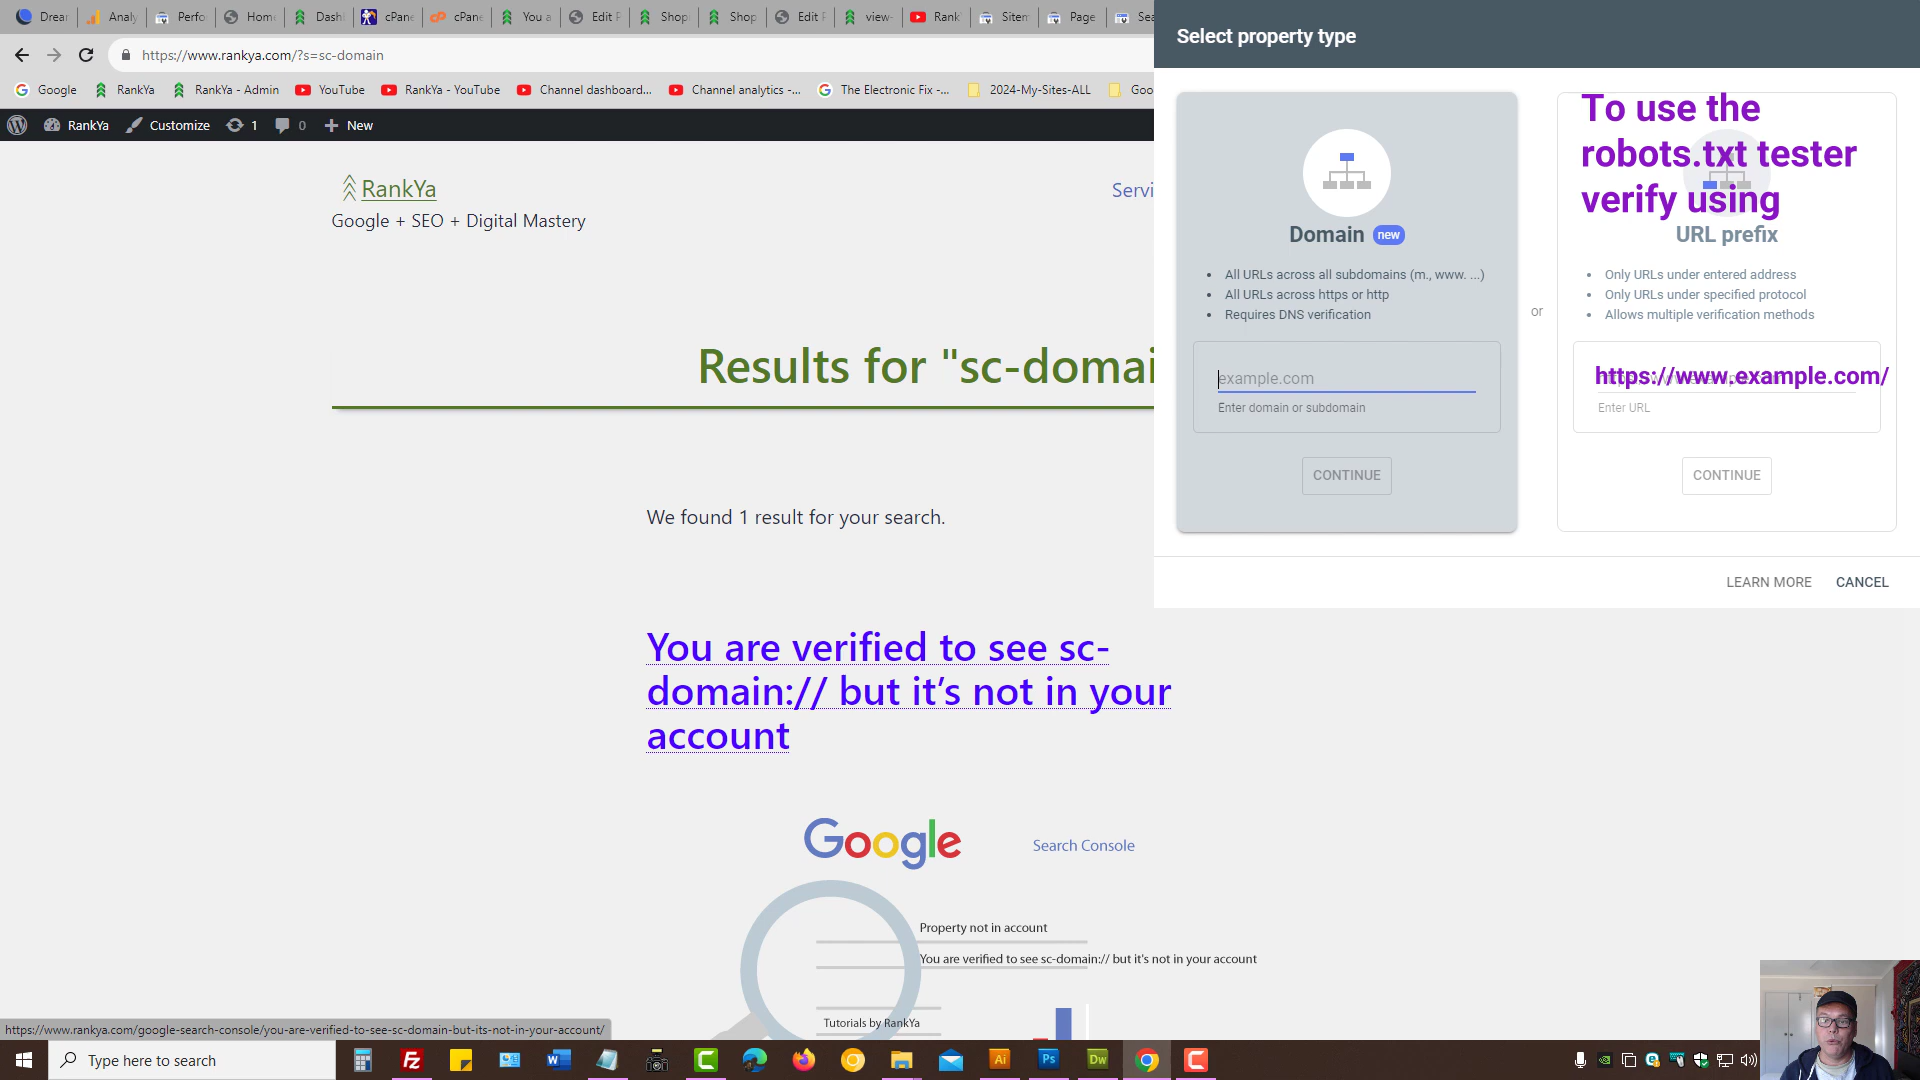 Drear
Analy
Perfo
Home
Dashl
cPane
cPane
You a
Edit P
Shop
Shop
Edit P
view-
Rank
Sitem
Page
Sea
https://www.rankya.com/?s=sc-domain
Google
RankYa
RankYa - Admin
YouTube
RankYa - YouTube
Channel dashboard...
Channel analytics -...
The Electronic Fix -...
2024-My-Sites-ALL
Goo
RankYa
Customize
1
0
New
RankYa
Google + SEO + Digital Mastery
Servi
Results for "sc-domai
We found 1 result for your search.
You are verified to see sc-
domain:// but it’s not in your
account
Google
Search Console
Property not in account
You are verified to see sc-domain:// but it's not in your account
Tutorials by RankYa
https://www.rankya.com/google-search-console/you-are-verified-to-see-sc-domain-but-its-not-in-your-account/
Type here to search
Select property type
Domain new
All URLs across all subdomains (m., www. ...)
All URLs across https or http
Requires DNS verification
example.com
Enter domain or subdomain
CONTINUE
or
To use the
robots.txt tester
verify using
URL prefix
Only URLs under entered address
Only URLs under specified protocol
Allows multiple verification methods
https://www.example.com/
Enter URL
CONTINUE
LEARN MORE
CANCEL